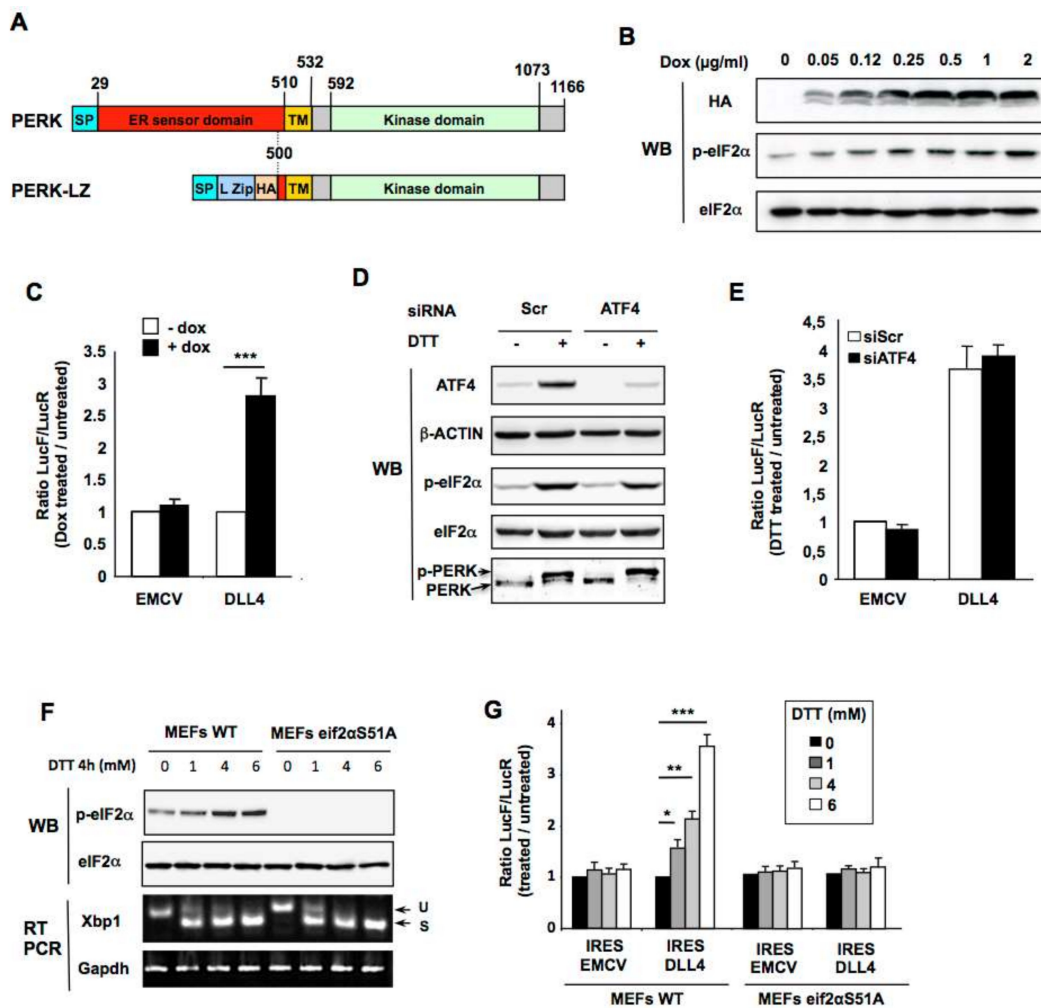 A
29
510
532
592
1073
1166
PERK
SP
ER sensor domain
TM
Kinase domain
500
PERK-LZ
SP
L Zip
HA
TM
Kinase domain
B
Dox (µg/ml)
0 0.05 0.12 0.25 0.5 1 2
WB
HA
p-eIF2α
eIF2α
C
- dox
+ dox
***
Ratio LucF/LucR
(Dox treated / untreated)
3.5
3
2.5
2
1.5
1
0.5
0
EMCV DLL4
D
siRNA Scr ATF4
DTT - + - +
WB
ATF4
β-ACTIN
p-eIF2α
eIF2α
p-PERK
PERK
E
siScr
siATF4
Ratio LucF/LucR
(DTT treated / untreated)
4,5
4
3,5
3
2,5
2
1,5
1
0,5
0
EMCV DLL4
F
MEFs WT MEFs eif2αS51A
DTT 4h (mM) 0 1 4 6 0 1 4 6
WB
p-eIF2α
eIF2α
RT
PCR
Xbp1
U
S
Gapdh
G
DTT (mM)
0
1
4
6
***
**
*
Ratio LucF/LucR
(treated / untreated)
4
3
2
1
0
IRES IRES IRES IRES
EMCV DLL4 EMCV DLL4
MEFs WT MEFs eif2αS51A